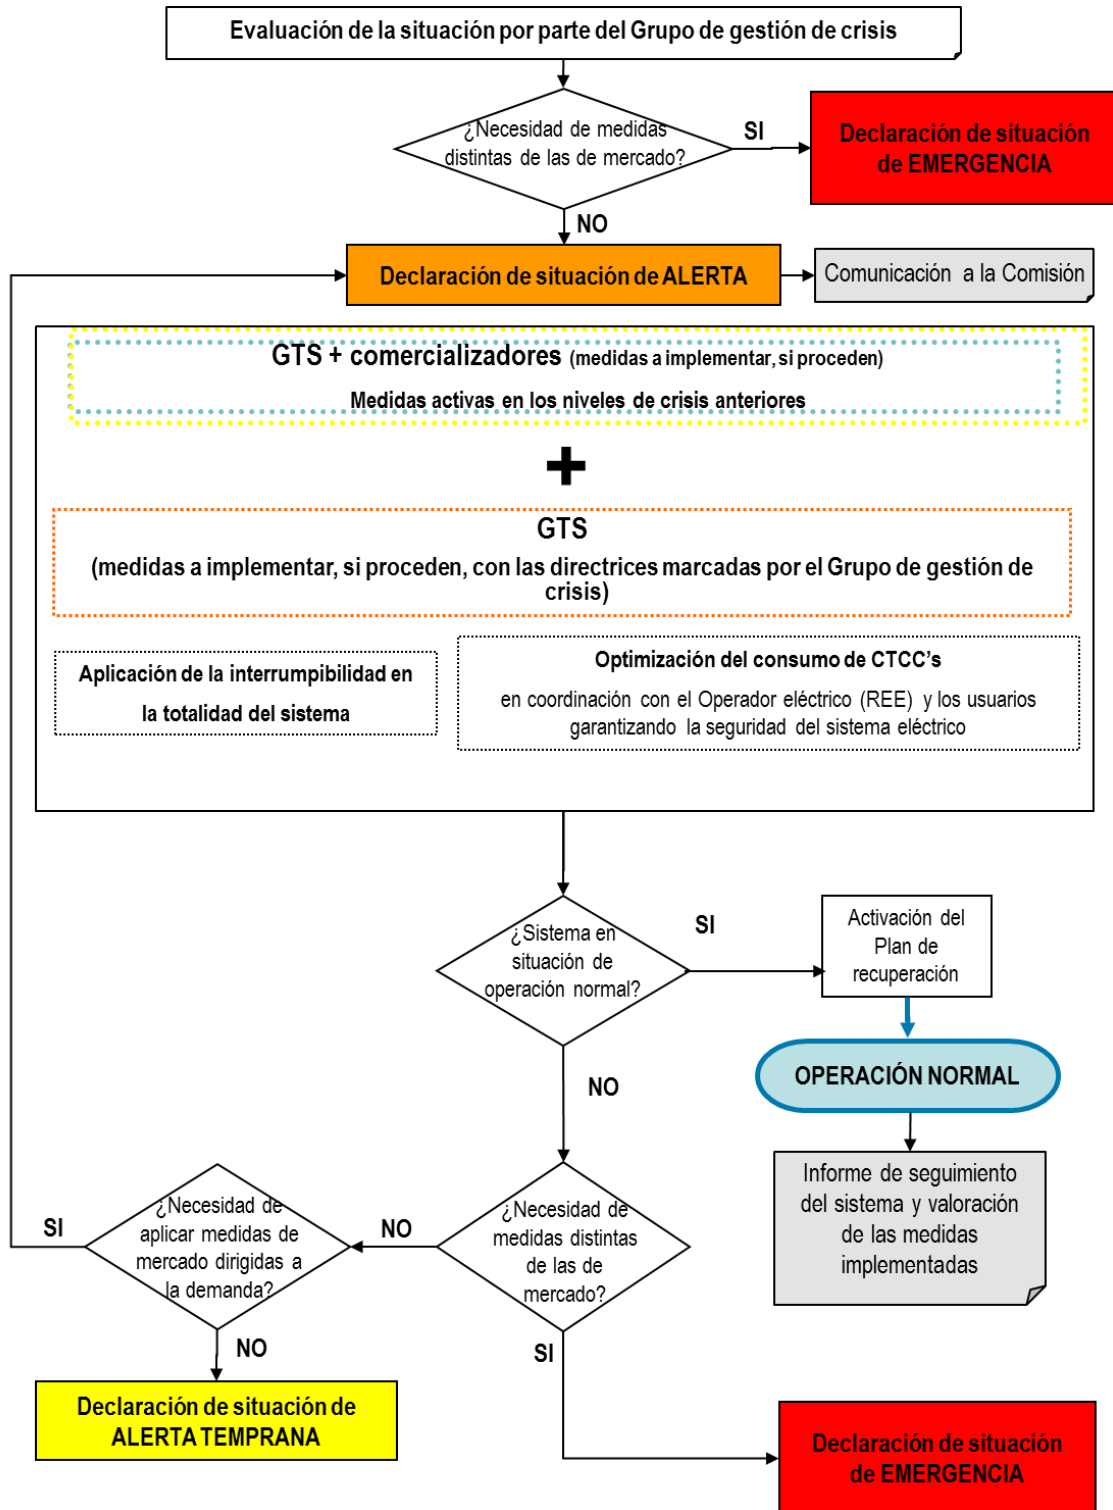 Evaluación de la situación por parte del Grupo de gestión de crisis
¿Necesidad de medidas
distintas de las de mercado?
SI
Declaración de situación
de EMERGENCIA
NO
Declaración de situación de ALERTA
Comunicación a la Comisión
GTS + comercializadores (medidas a implementar, si proceden)
Medidas activas en los niveles de crisis anteriores
+
GTS
(medidas a implementar, si proceden, con las directrices marcadas por el Grupo de gestión de
crisis)
Aplicación de la interrumpibilidad en
la totalidad del sistema
Optimización del consumo de CTCC's
en coordinación con el Operador eléctrico (REE) y los usuarios
garantizando la seguridad del sistema eléctrico
¿Sistema en
situación de
operación normal?
SI
Activación del
Plan de
recuperación
OPERACIÓN NORMAL
Informe de seguimiento
del sistema y valoración
de las medidas
implementadas
NO
¿Necesidad de
medidas distintas
de las de
mercado?
NO
¿Necesidad de
aplicar medidas de
mercado dirigidas a
la demanda?
SI
NO
Declaración de situación de
ALERTA TEMPRANA
SI
Declaración de situación
de EMERGENCIA